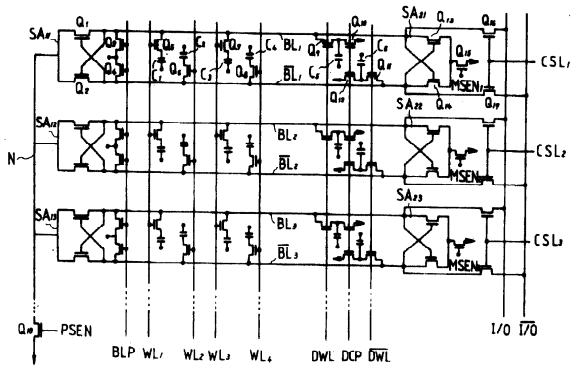 Q1 SA21 Q13 Q16
SA11 Q3 Q5 C2 Q7 C4 BL1 Q9 Q10 C6 Q15 CSL1
Q4 C1 Q6 C3 Q8 BL1 C5 Q11 MSEN
Q2 Q12 Q14 Q17
SA12 BL2 SA22 CSL2
N BL2 MSEN
SA13 BL3 SA23 CSL3
BL3 MSEN
Q18 PSEN
I/O I/O
BLP WL1 WL2 WL3 WL4 DWL DCP DWL